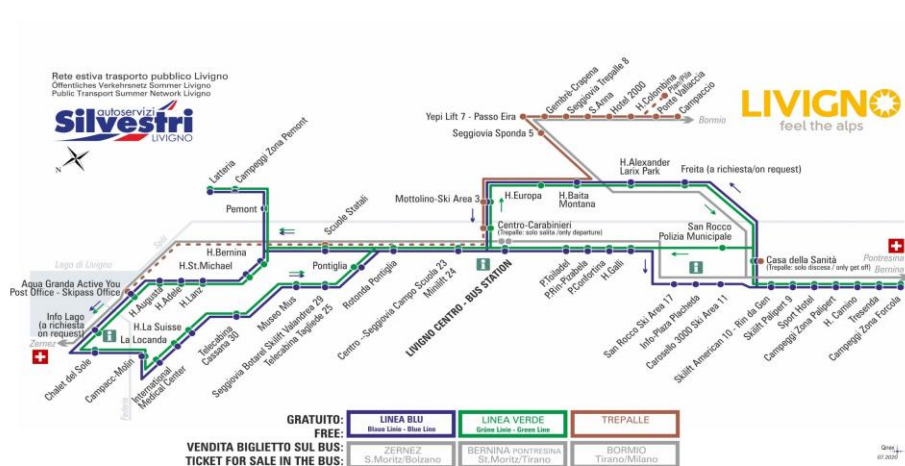 Rete estiva trasporto pubblico Livigno
Öffentliches Verkehrsnetz Sommer Livigno
Public Transport Summer Network Livigno
autoservizi
Silvestri
LIVIGNO
N
LIVIGNO
feel the alps
Yepi Lift 7 - Passo Eira
Gembrè-Crapena
Seggiovia Trepalle 8
S.Anna
Hotel 2000
H.Colombina
Plan/Pila
Ponte Vallaccia
Campaccio
Bormio
Seggiovia Sponda 5
Latteria
Campeggi Zona Pemont
Pemont
Scuole Statali
Mottolino-Ski Area 3
H.Europa
H.Baita
Montana
H.Alexander
Larix Park
Freita (a richiesta/on request)
Centro-Carabinieri
(Trepalle: solo salita /only departure)
San Rocco
Polizia Municipale
Casa della Sanità
(Trepalle: solo discesa / only get off)
Pontresina
Bernina
Lago di Livigno
Spöl
Aqua Granda Active You
Post Office - Skipass Office
Info Lago
(a richiesta
on request)
Zernez
H.Bernina
H.St.Michael
H.Augusta
H.Adele
H.Lanz
H.La Suisse
La Locanda
Chalet del Sole
Campacc-Molin
International
Medical Center
Federia
Telecabina
Cassana 30
Museo Mus
Seggiovia Botarel Skilift Valandrea 29
Telecabina Tagliede 25
Pontiglia
Rotonda Pontiglia
Centro --Seggiovia Campo Scuola 23
Minilift 24
LIVIGNO CENTRO - BUS STATION
P.Toiladel
P.Rin-Pizabela
P.Confortina
H.Galli
San Rocco Ski Area 17
Info-Plaza Placheda
Carosello 3000 Ski Area 11
Skilift American 10 - Rin da Gen
Skilift Palipert 9
Sport Hotel
Campeggi Zona Palipert
H. Camino
Tresenda
Campeggi Zona Forcola
GRATUITO:
FREE:
LINEA BLU
Blaue Linie - Blue Line
LINEA VERDE
Grüne Linie - Green Line
TREPALLE
VENDITA BIGLIETTO SUL BUS:
TICKET FOR SALE IN THE BUS:
ZERNEZ
S.Moritz/Bolzano
BERNINA PONTRESINA
St.Moritz/Tirano
BORMIO
Tirano/Milano
07.2020